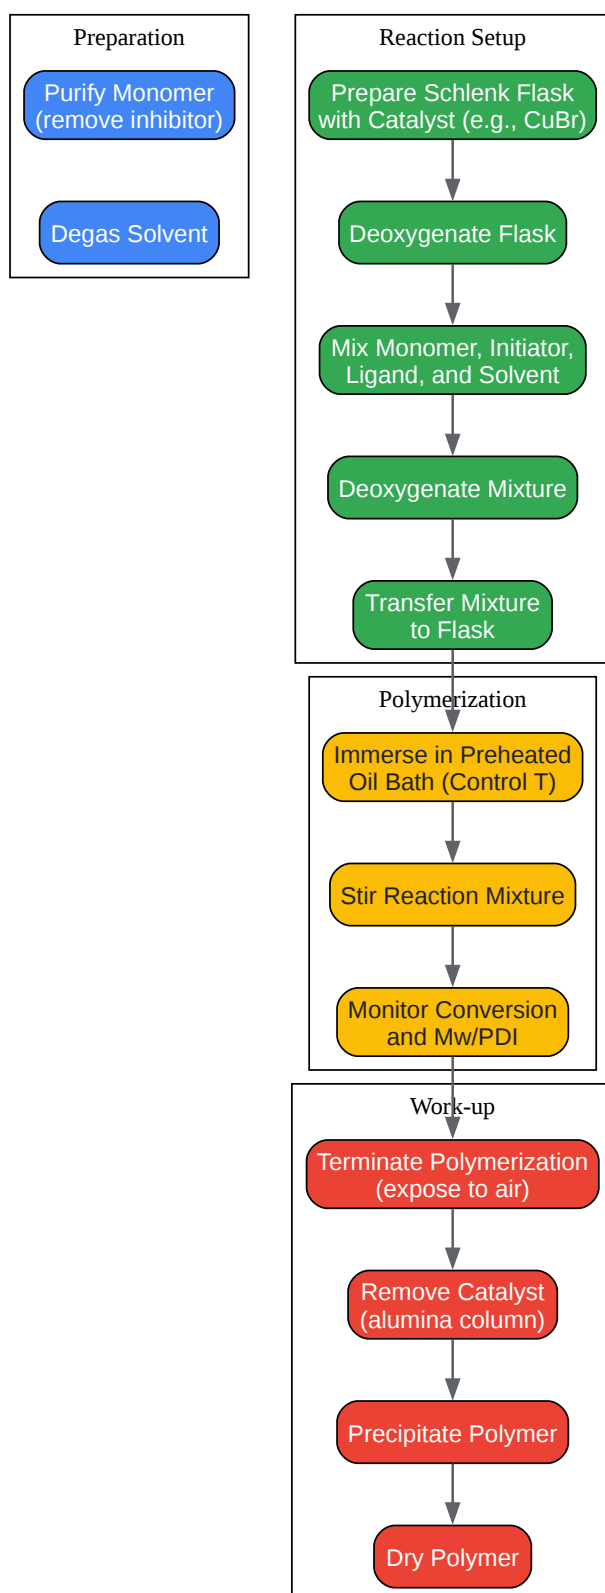 Preparation
Purify Monomer
(remove inhibitor)
Degas Solvent
Reaction Setup
Prepare Schlenk Flask
with Catalyst (e.g., CuBr)
Deoxygenate Flask
Mix Monomer, Initiator,
Ligand, and Solvent
Deoxygenate Mixture
Transfer Mixture
to Flask
Polymerization
Immerse in Preheated
Oil Bath (Control T)
Stir Reaction Mixture
Monitor Conversion
and Mw/PDI
Work-up
Terminate Polymerization
(expose to air)
Remove Catalyst
(alumina column)
Precipitate Polymer
Dry Polymer